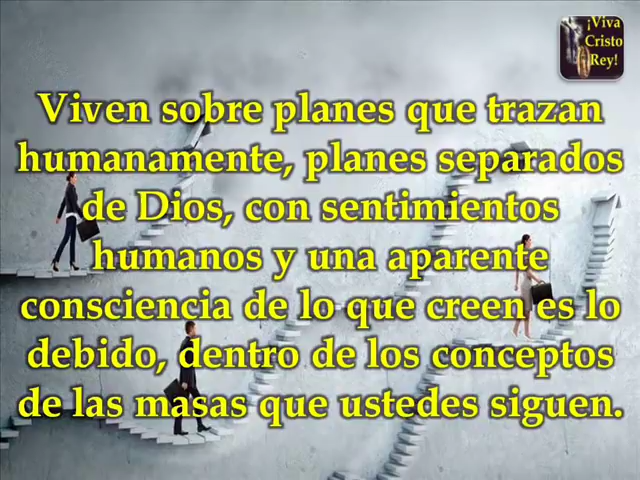 ¡Viva
Cristo
Rey!
Viven sobre planes que trazan
humanamente, planes separados
de Dios, con sentimientos
humanos y una aparente
consciencia de lo que creen es lo
debido, dentro de los conceptos
de las masas que ustedes siguen.